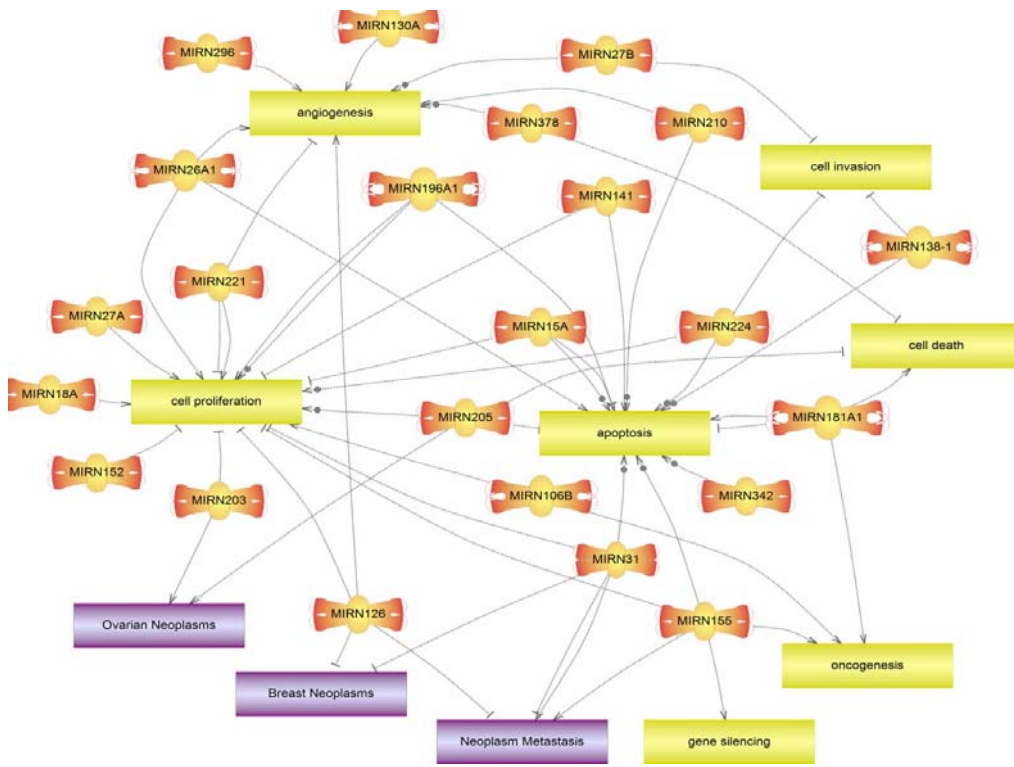 MIRN130A
MIRN296
MIRN27B
angiogenesis
MIRN378
MIRN210
MIRN26A1
cell invasion
MIRN196A1
MIRN141
MIRN138-1
MIRN221
MIRN27A
MIRN15A
MIRN224
cell death
MIRN18A
cell proliferation
MIRN205
apoptosis
MIRN181A1
MIRN152
MIRN203
MIRN106B
MIRN342
MIRN31
Ovarian Neoplasms
MIRN126
MIRN155
oncogenesis
Breast Neoplasms
Neoplasm Metastasis
gene silencing